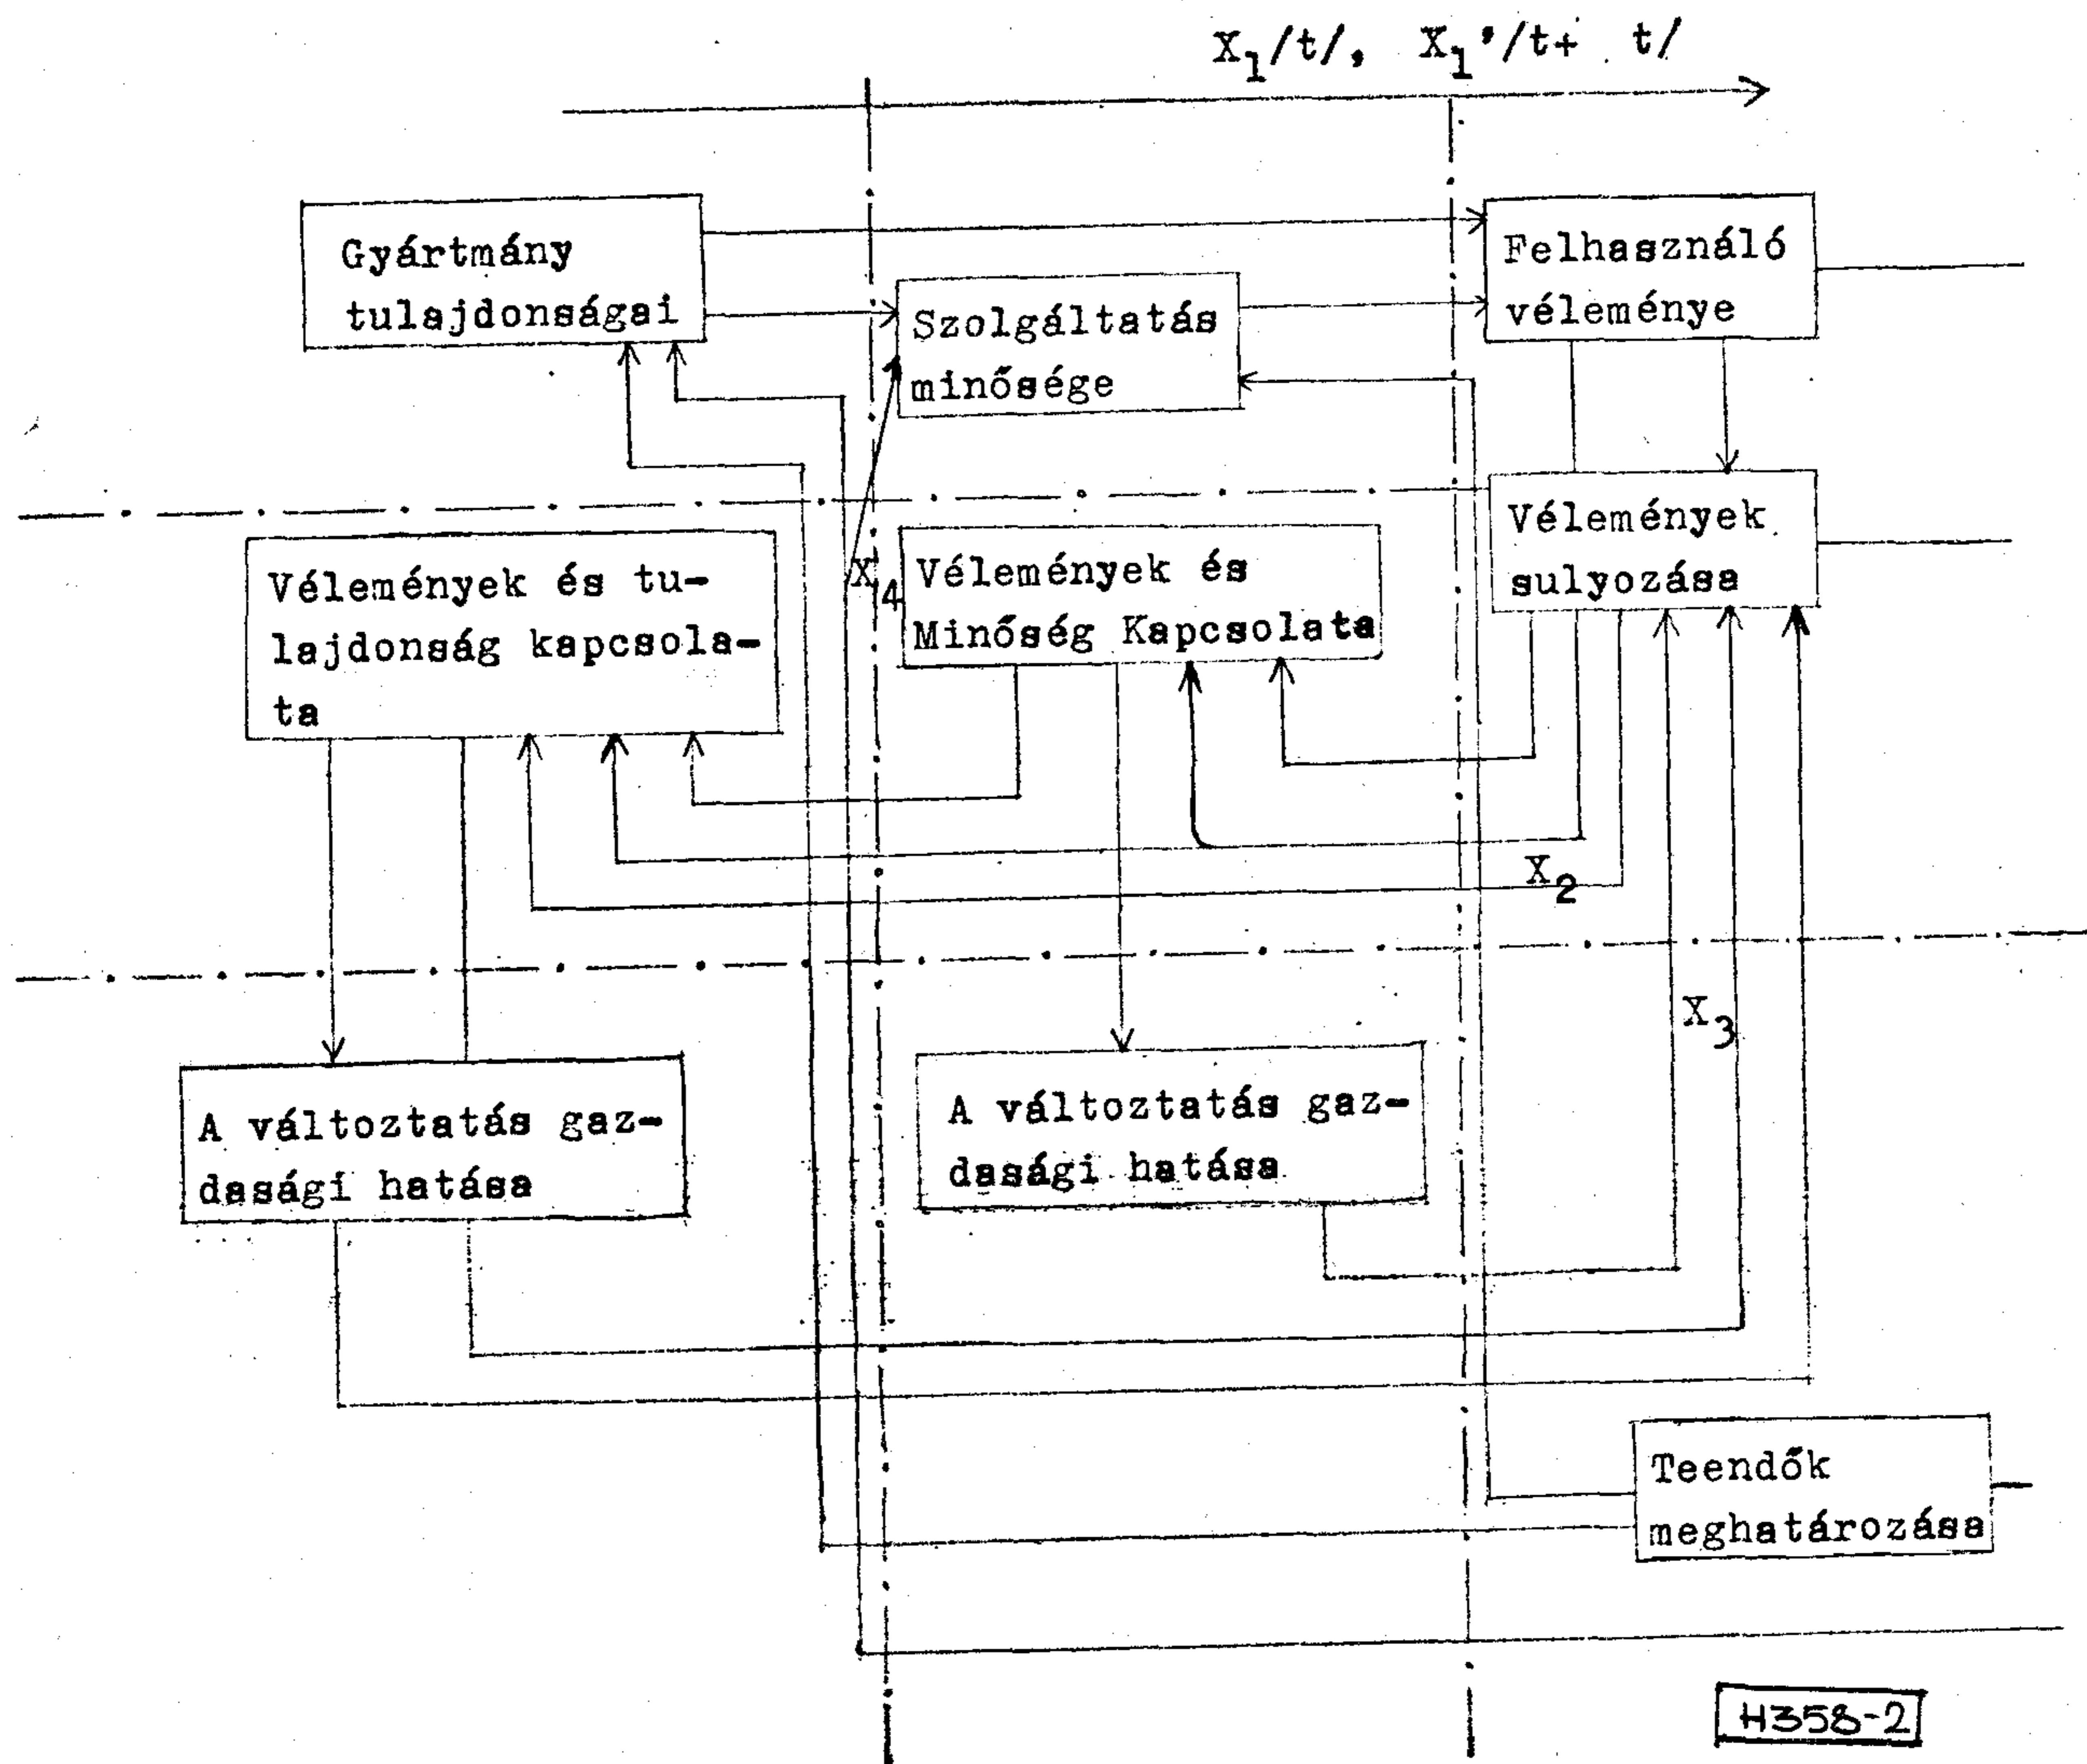 X1/t/, X1'/t+ t/
Gyártmány
tulajdonságai
Szolgáltatás
minősége
Felhasználó
véleménye
Vélemények
sulyozása
Vélemények és tu-
lajdonság kapcsola-
ta
X4
Vélemények és
Minőség Kapcsolata
X2
X3
A változtatás gaz-
dasági hatása
A változtatás gaz-
dasági hatása
Teendők
meghatározása
H358-2